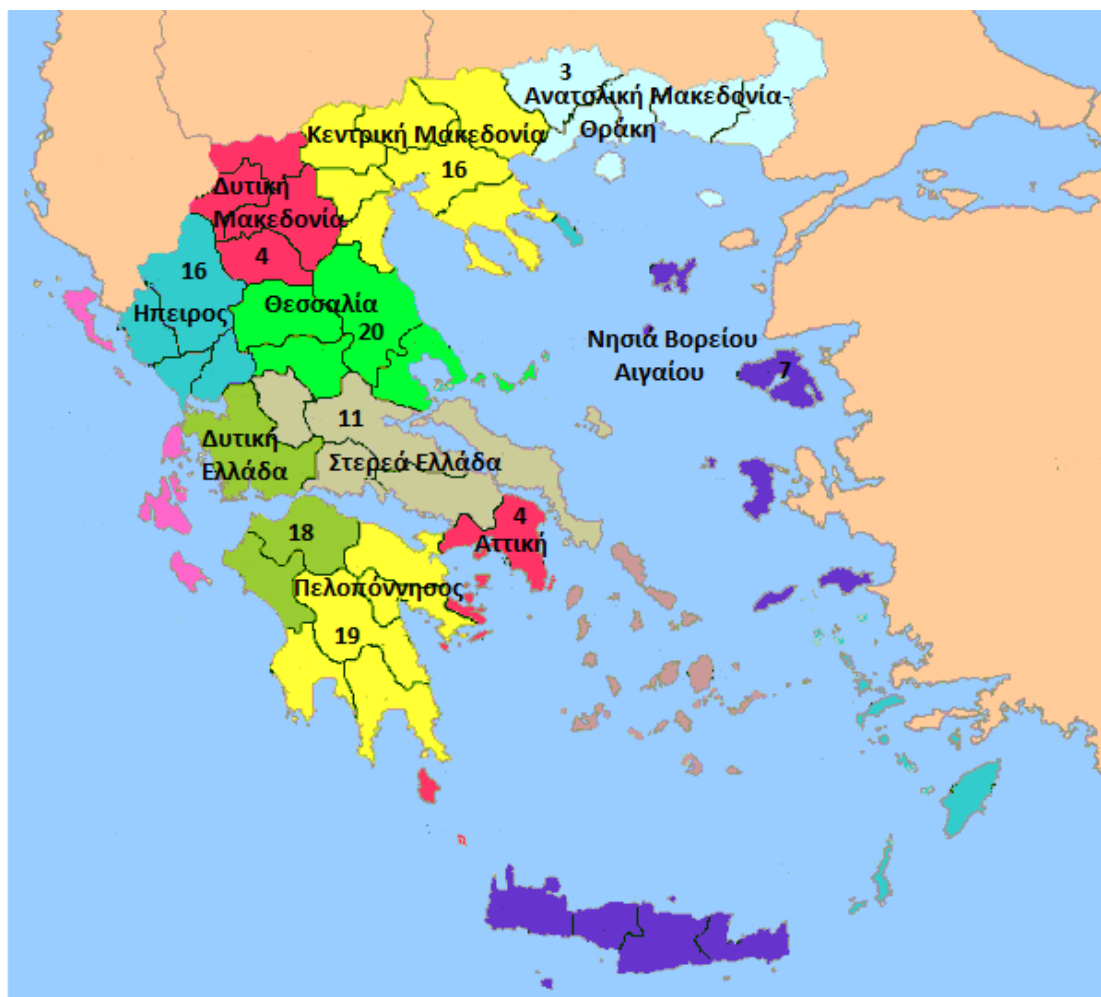 3
Ανατολική Μακεδονία-
Θράκη
Κεντρική Μακεδονία
16
Δυτική
Μακεδονία
4
16
Ηπειρος
Θεσσαλία
20
Νησιά Βορείου
Αιγαίου
7
11
Δυτική
Ελλάδα
Στερεά Ελλάδα
4
Αττική
18
Πελοπόννησος
19